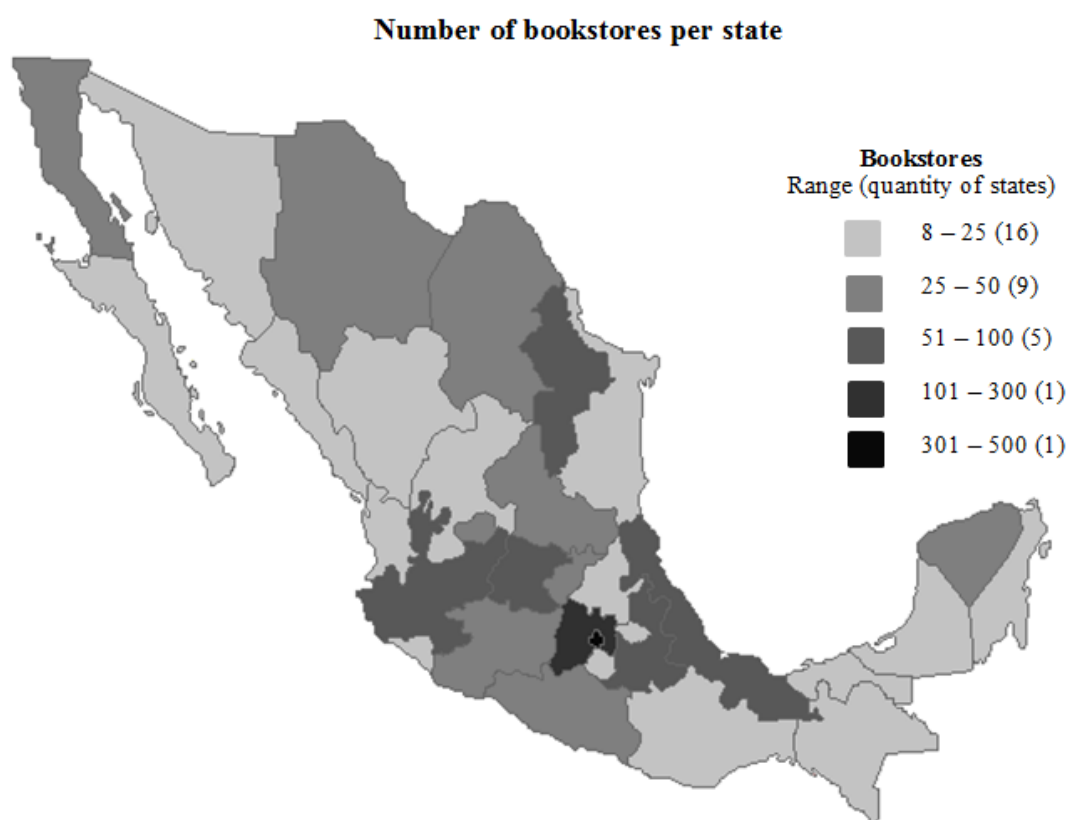 Number of bookstores per state
Bookstores
Range (quantity of states)
8 – 25 (16)
25 – 50 (9)
51 – 100 (5)
101 – 300 (1)
301 – 500 (1)